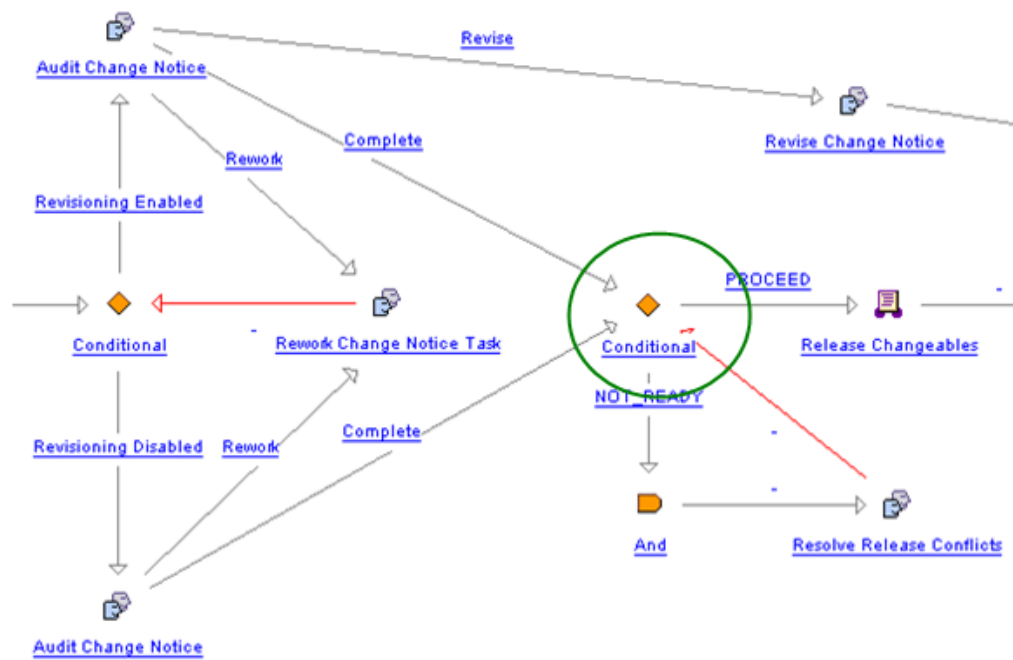 Revise
Audit Change Notice
Complete
Revise Change Notice
Rework
Revisioning Enabled
PROCEED
-
-
Conditional
Rework Change Notice Task
Conditional
Release Changeables
NOT_READY
Revisioning Disabled
Rework
Complete
-
-
And
Resolve Release Conflicts
Audit Change Notice